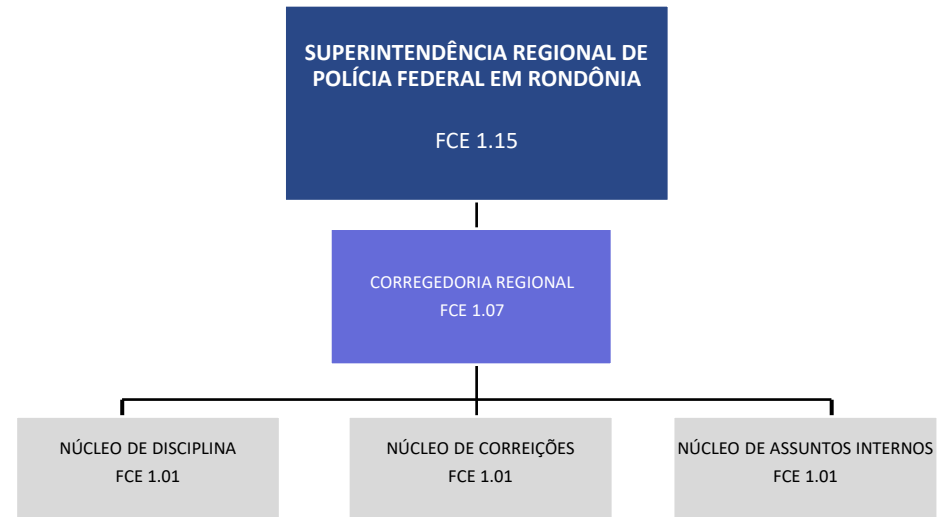 SUPERINTENDÊNCIA REGIONAL DE
POLÍCIA FEDERAL EM RONDÔNIA
FCE 1.15
CORREGEDORIA REGIONAL
FCE 1.07
NÚCLEO DE DISCIPLINA
FCE 1.01
NÚCLEO DE CORREIÇÕES
FCE 1.01
NÚCLEO DE ASSUNTOS INTERNOS
FCE 1.01